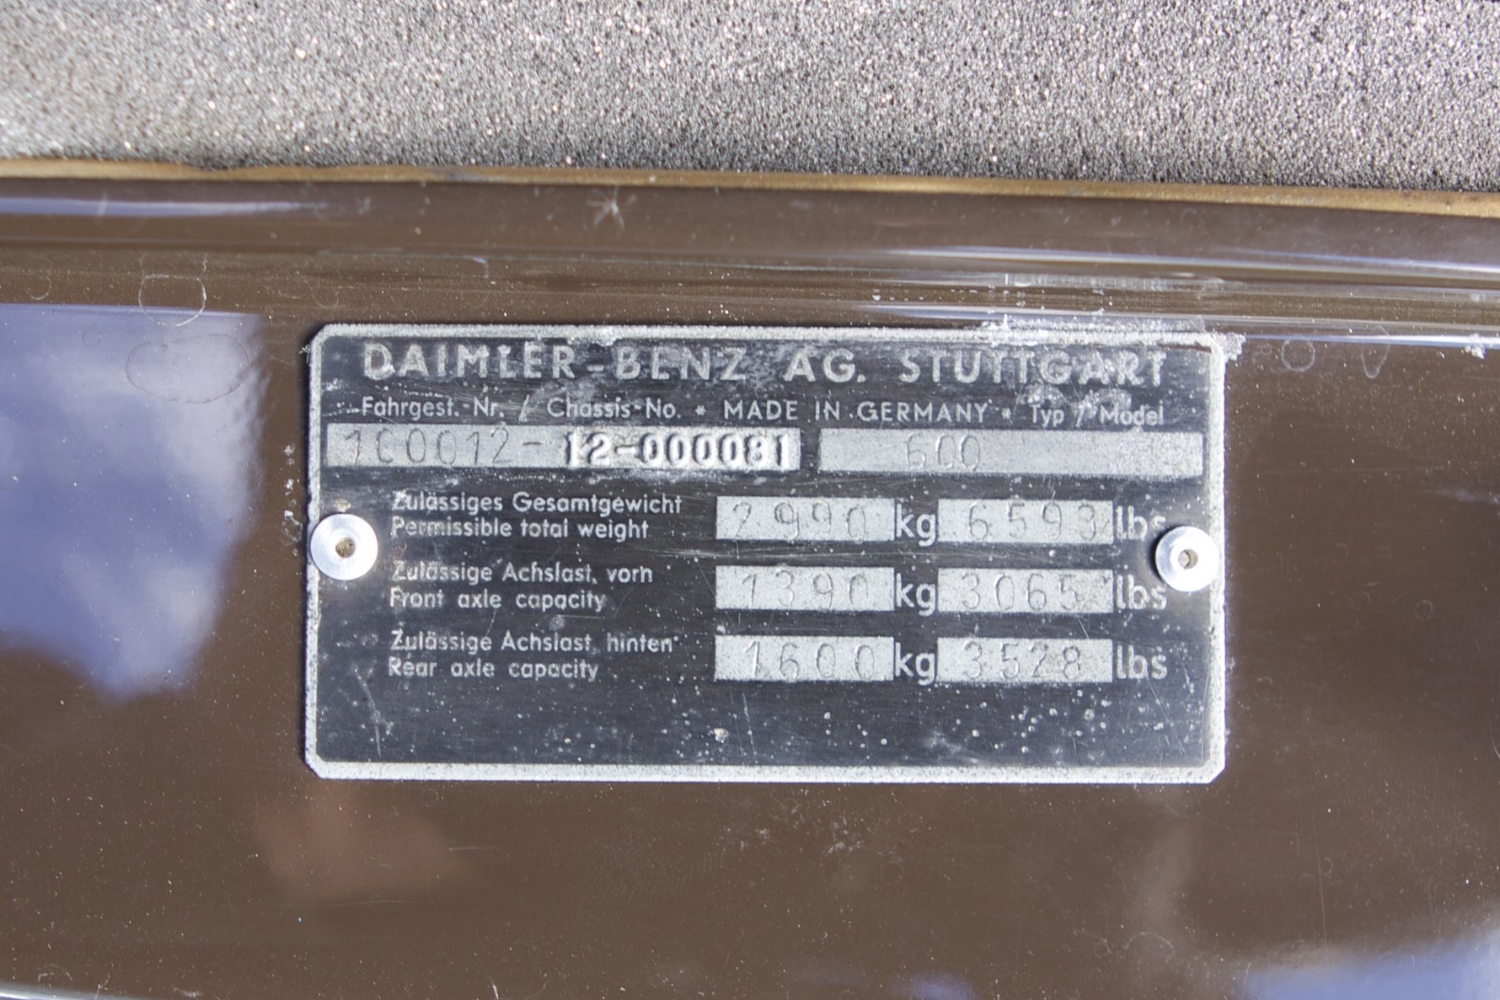 DAIMLER-BENZ AG. STUTTGART
Fahrgest.-Nr. / Chassis-No. * MADE IN GERMANY * Typ / Model
100012-12-000081 600
Zulässiges Gesamtgewicht
Permissible total weight 2990 kg 6593 lbs
Zulässige Achslast, vorn
Front axle capacity 1390 kg 3065 lbs
Zulässige Achslast, hinten
Rear axle capacity 1600 kg 3528 lbs